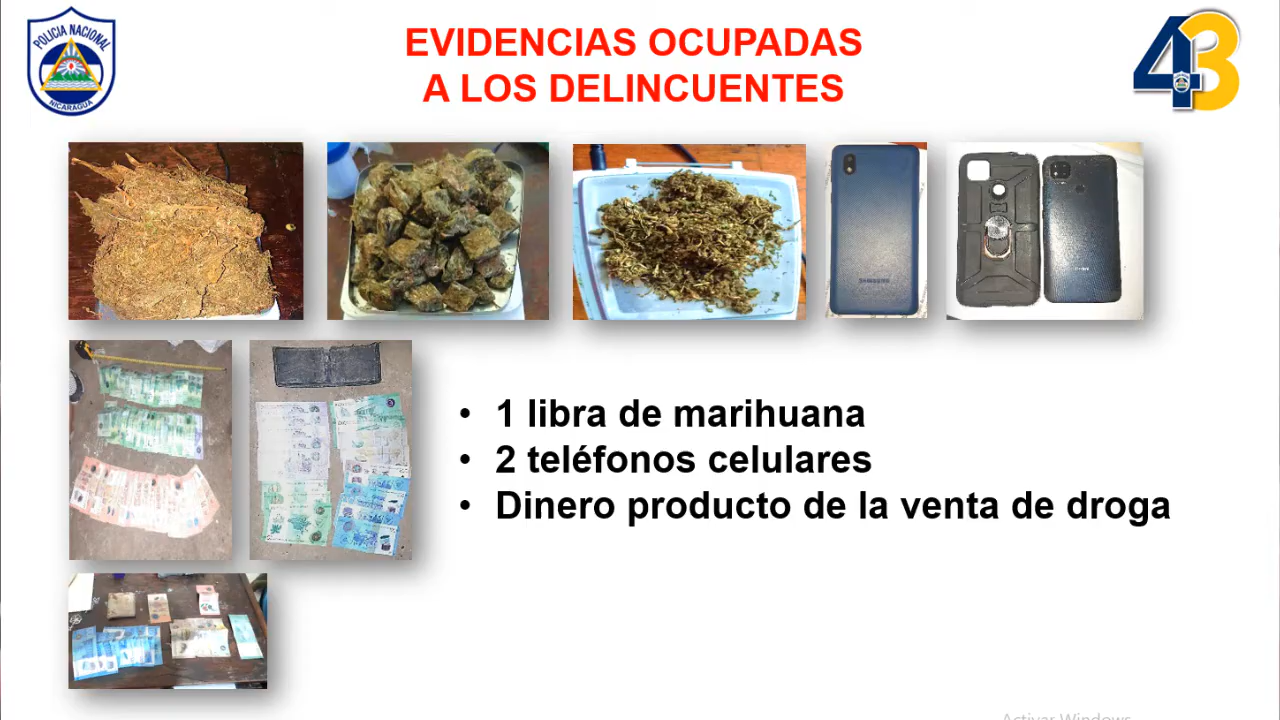 POLICIA NACIONAL
NICARAGUA
EVIDENCIAS OCUPADAS
A LOS DELINCUENTES
43
SAMSUNG
• 1 libra de marihuana
• 2 teléfonos celulares
• Dinero producto de la venta de droga
Activar Windows